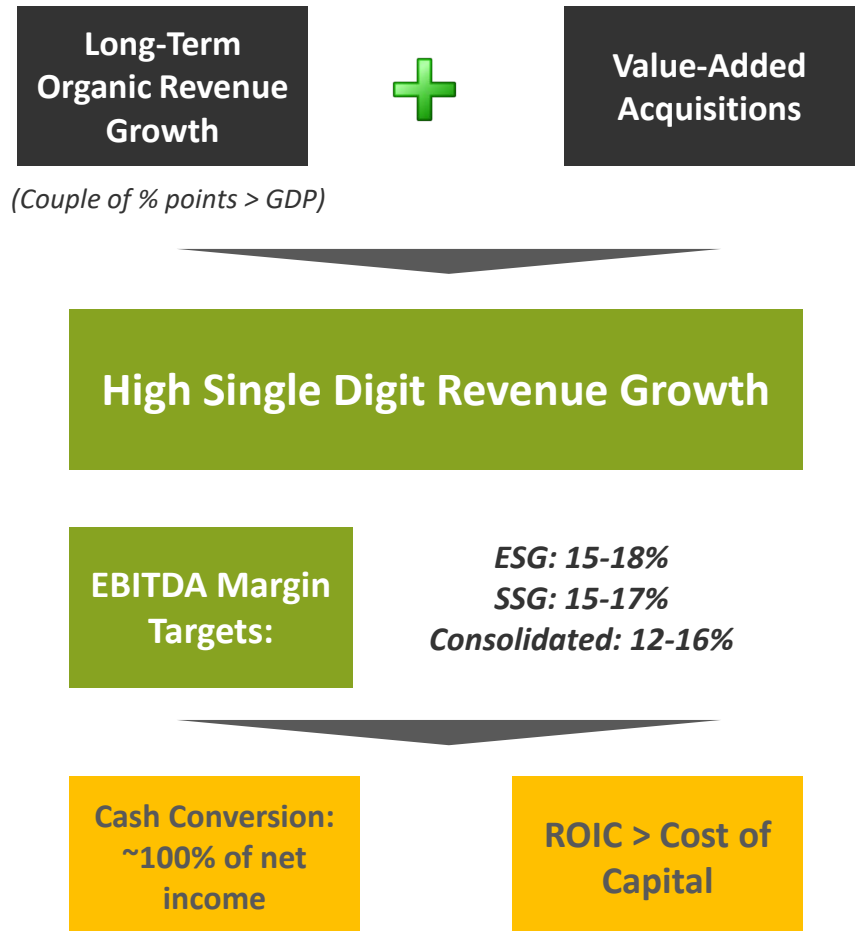 Long-Term
Organic Revenue
Growth
Value-Added
Acquisitions
(Couple of % points > GDP)
High Single Digit Revenue Growth
EBITDA Margin
Targets:
ESG: 15-18%
SSG: 15-17%
Consolidated: 12-16%
Cash Conversion:
~100% of net
income
ROIC > Cost of
Capital